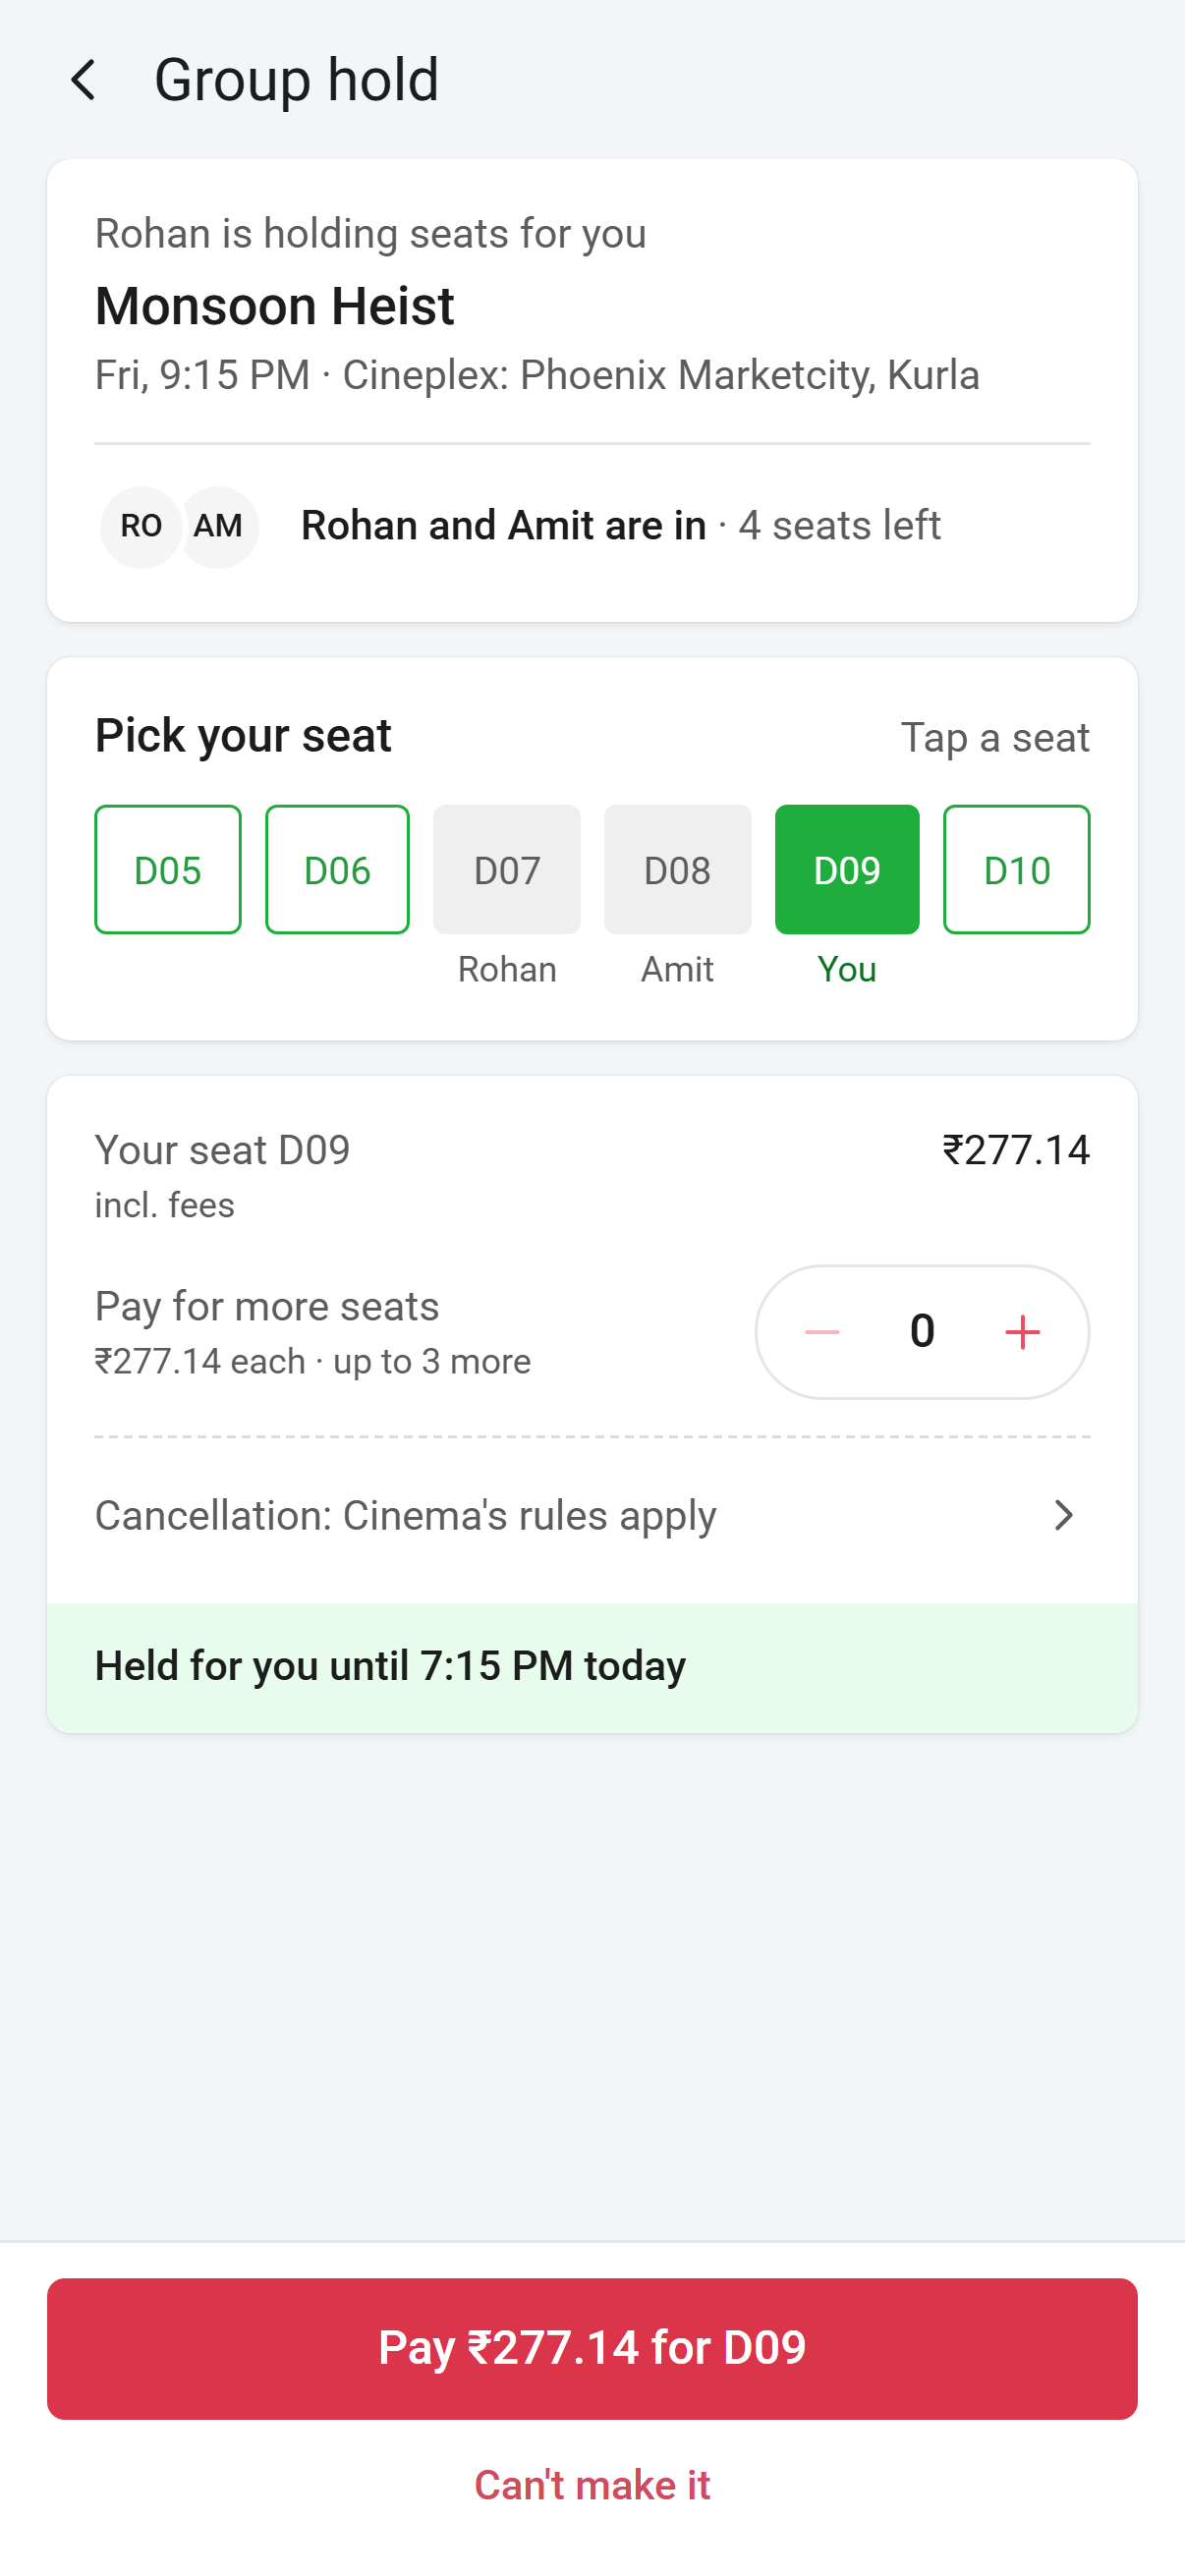 Group hold
Rohan is holding seats for you
Monsoon Heist
Fri, 9:15 PM · Cineplex: Phoenix Marketcity, Kurla
RO AM Rohan and Amit are in · 4 seats left
Pick your seat Tap a seat
D05 D06 D07 D08 D09 D10
Rohan Amit You
Your seat D09 ₹277.14
incl. fees
Pay for more seats
₹277.14 each · up to 3 more
− 0 +
Cancellation: Cinema's rules apply
Held for you until 7:15 PM today
Pay ₹277.14 for D09
Can't make it